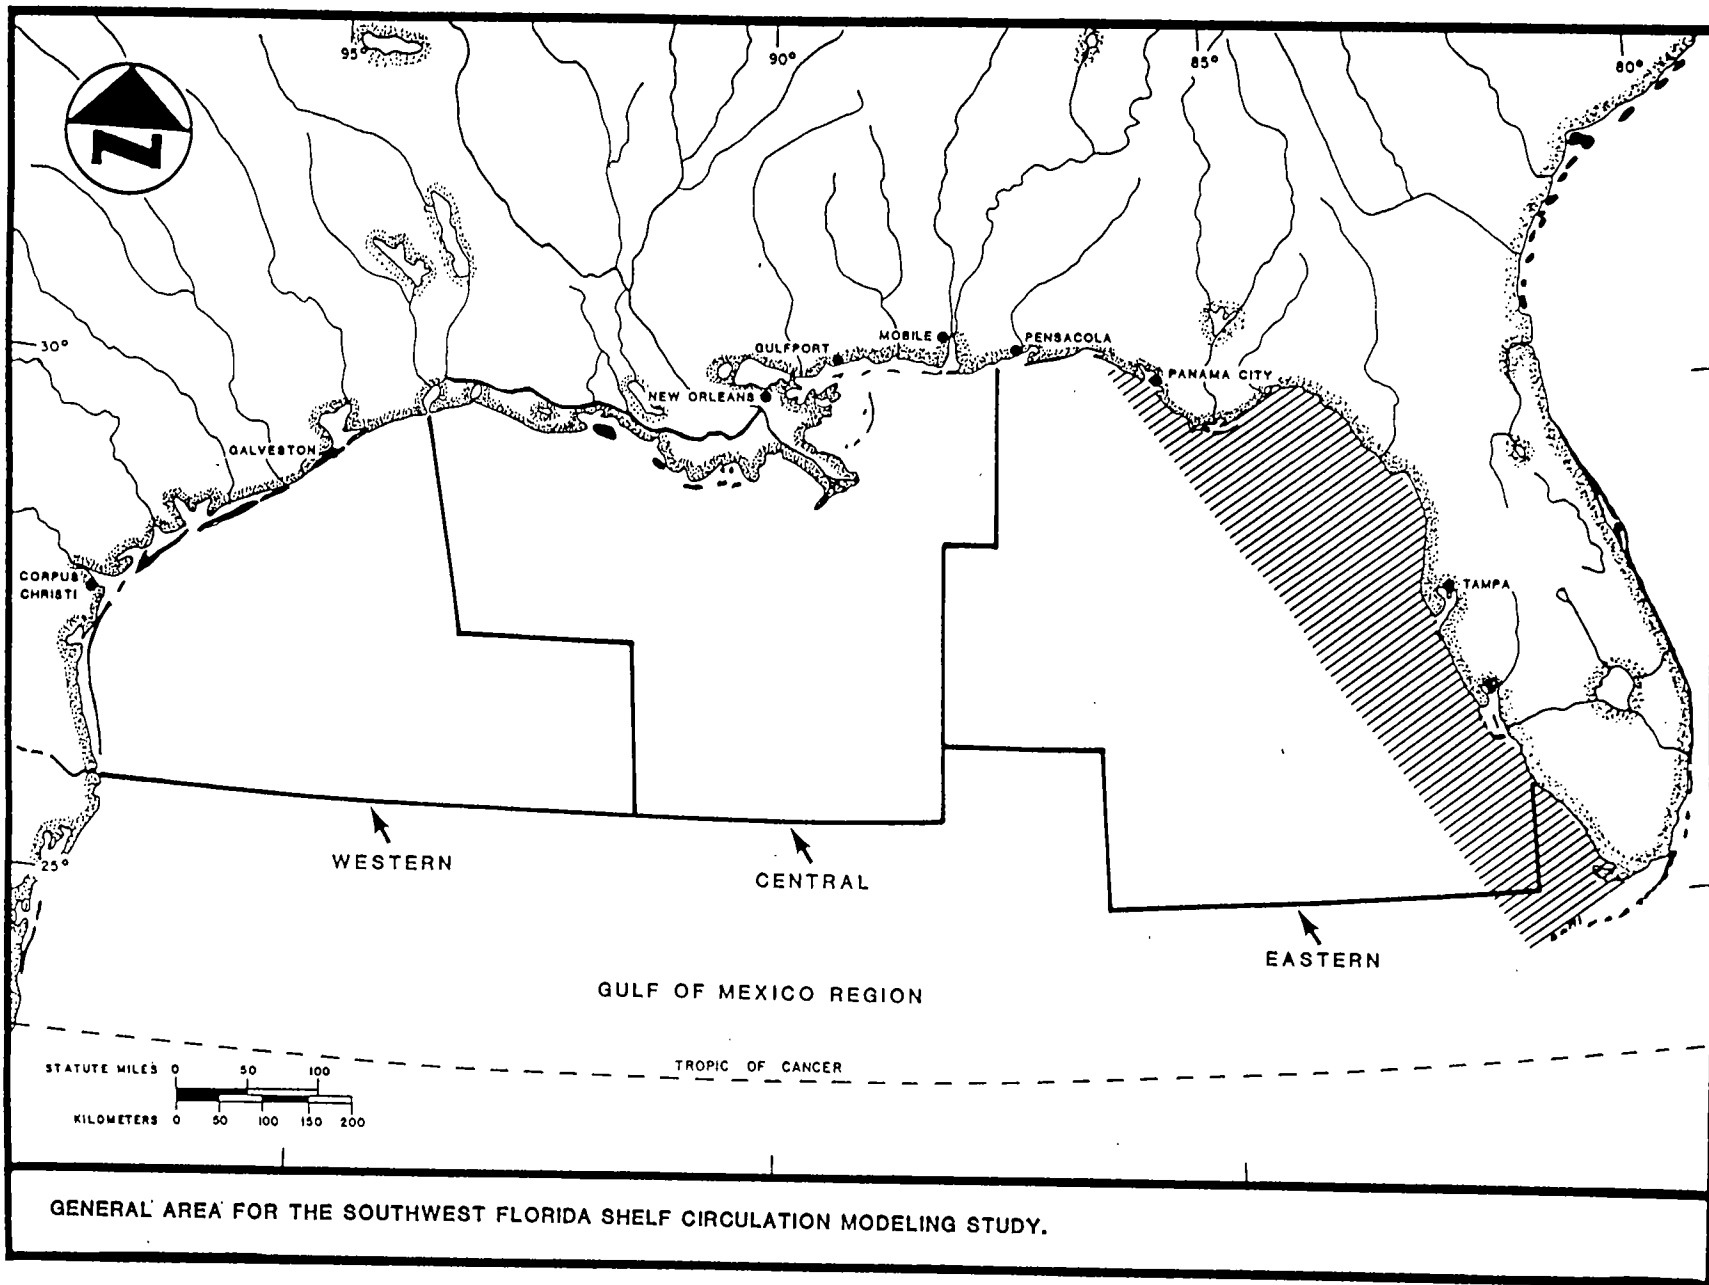 95°
90°
85°
80°
N
30°
MOBILE
PENSACOLA
GULFPORT
PANAMA CITY
NEW ORLEANS
GALVESTON
CORPUS
CHRISTI
TAMPA
25°
WESTERN
CENTRAL
EASTERN
GULF OF MEXICO REGION
TROPIC OF CANCER
STATUTE MILES 0 50 100
KILOMETERS 0 50 100 150 200
GENERAL AREA FOR THE SOUTHWEST FLORIDA SHELF CIRCULATION MODELING STUDY.